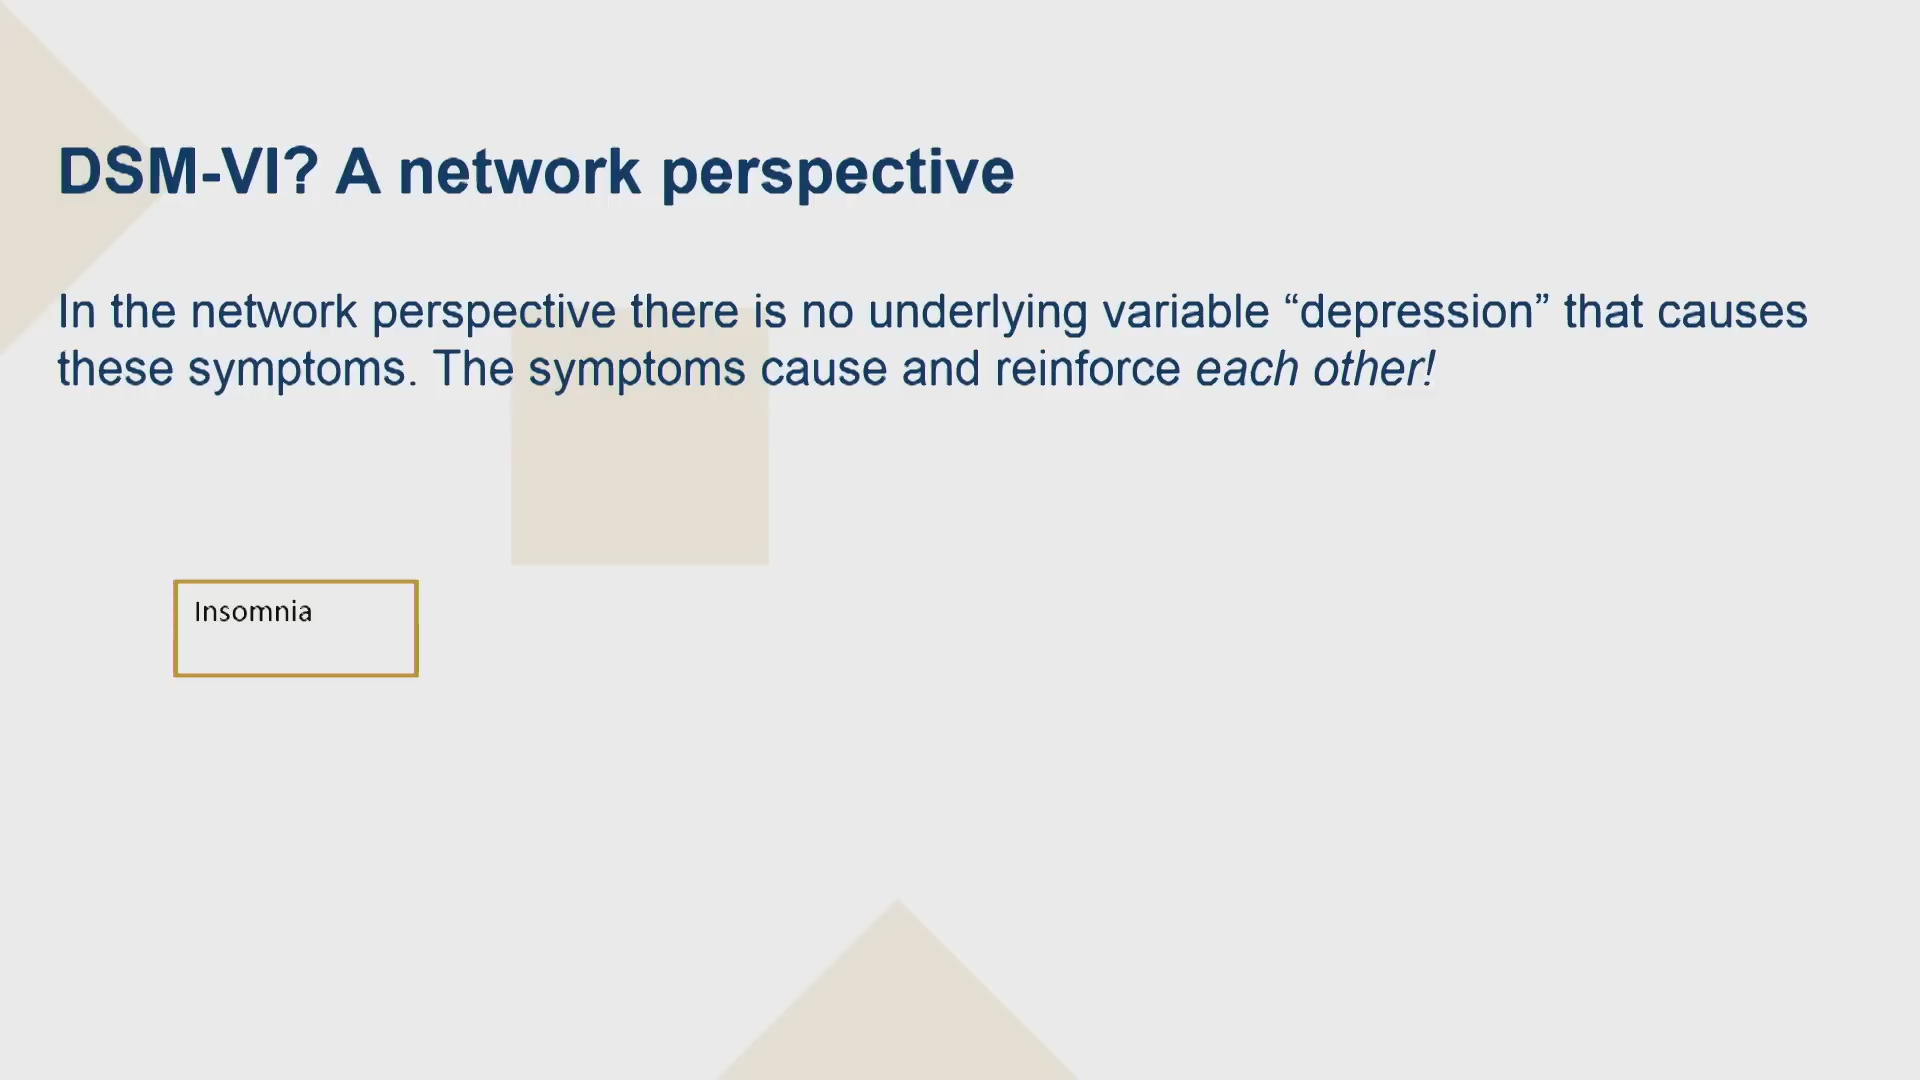 DSM-VI? A network perspective
In the network perspective there is no underlying variable “depression” that causes
these symptoms. The symptoms cause and reinforce each other!
Insomnia